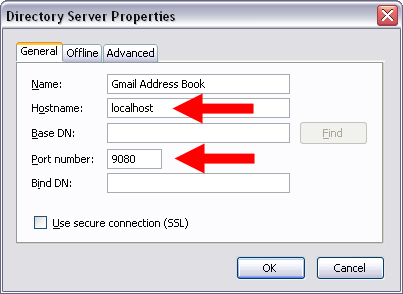 Directory Server Properties
General Offline Advanced
Name: Gmail Address Book
Hostname: localhost
Base DN: Find
Port number: 9080
Bind DN:
Use secure connection (SSL)
OK Cancel